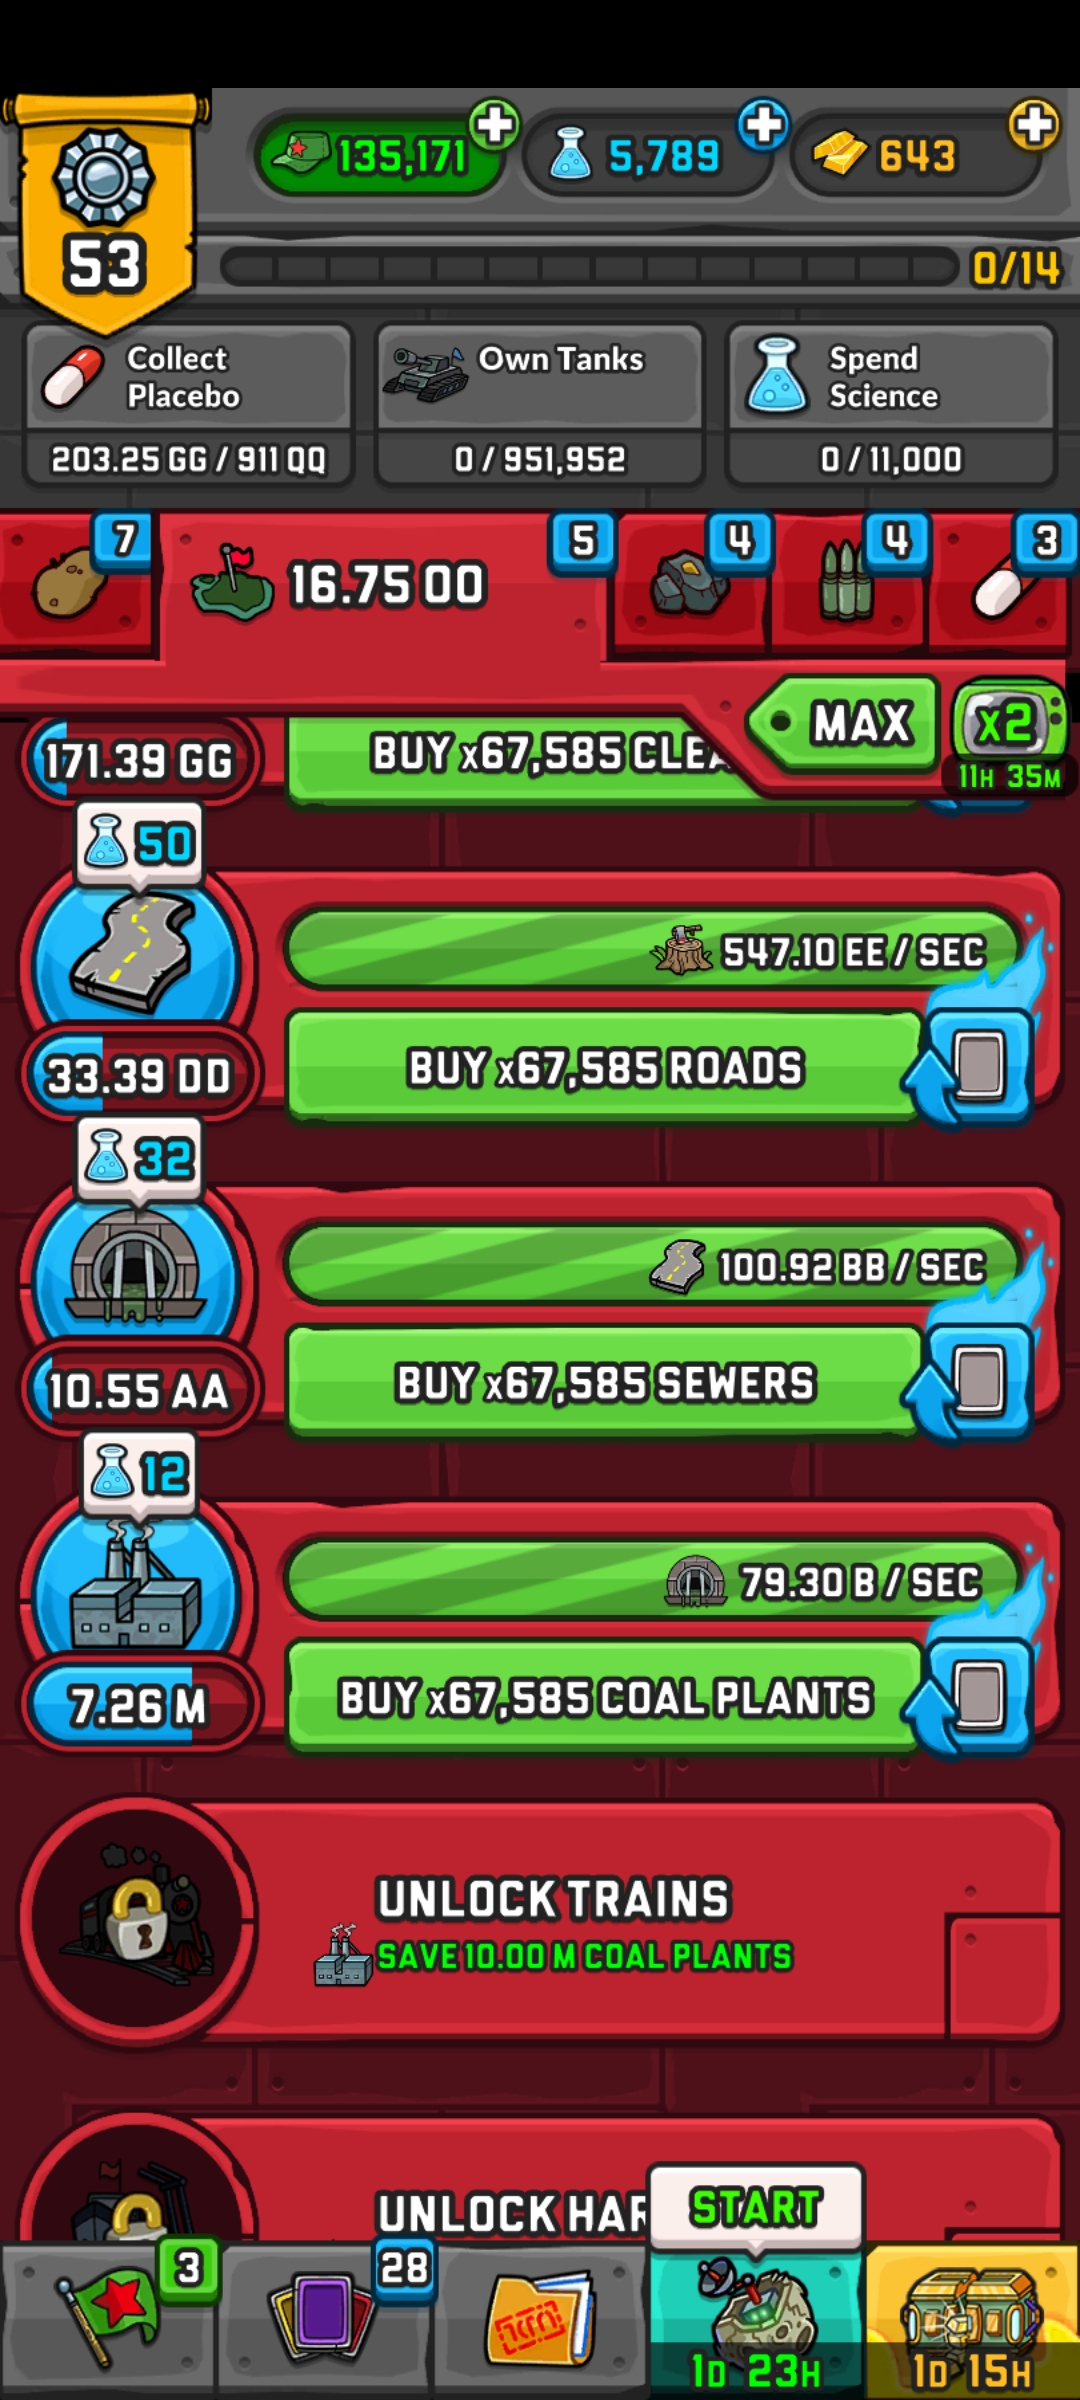 135,171
5,789
643
53
0/14
Collect
Placebo
203.25 GG / 911 QQ
Own Tanks
0 / 951,952
Spend
Science
0 / 11,000
7
16.75 OO
5
4
4
3
MAX
x2
11H 35M
171.39 GG
BUY x67,585 CLEA
50
547.10 EE / SEC
33.39 DD
BUY x67,585 ROADS
32
100.92 BB / SEC
10.55 AA
BUY x67,585 SEWERS
12
79.30 B / SEC
7.26 M
BUY x67,585 COAL PLANTS
UNLOCK TRAINS
SAVE 10.00 M COAL PLANTS
UNLOCK HAR
START
3
28
1D 23H
1D 15H